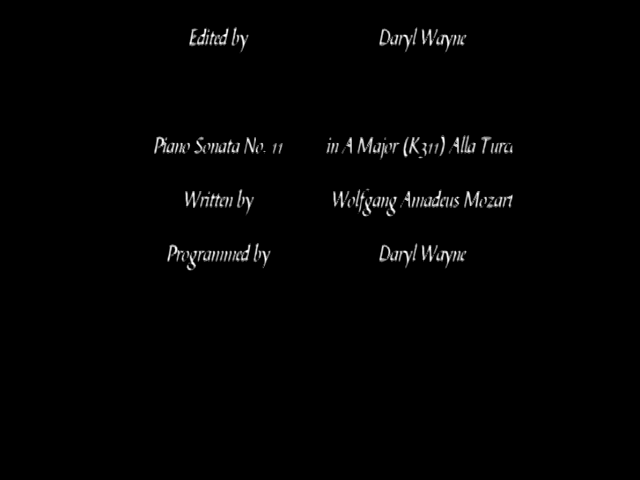 Edited by Daryl Wayne
Piano Sonata No. 11 in A Major (K311) Alla Turca
Written by Wolfgang Amadeus Mozart
Programmed by Daryl Wayne